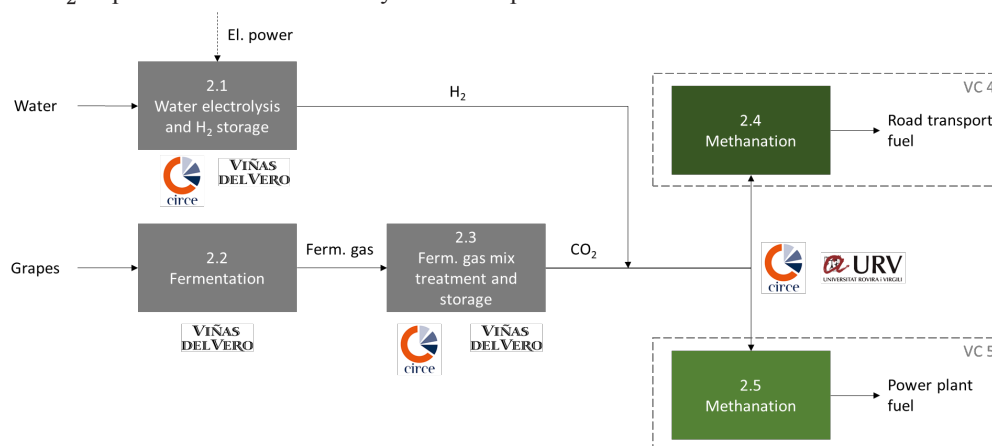 El. power
Water
2.1
Water electrolysis
and H₂ storage
H₂
VIÑAS
DELVERO
circe
VC 4
2.4
Methanation
Road transport
fuel
Grapes
2.2
Fermentation
Ferm. gas
2.3
Ferm. gas mix
treatment and
storage
CO₂
circe
URV
UNIVERSITAT ROVIRA i VIRGILI
VIÑAS
DELVERO
circe
VIÑAS
DELVERO
VC 5
2.5
Methanation
Power plant
fuel